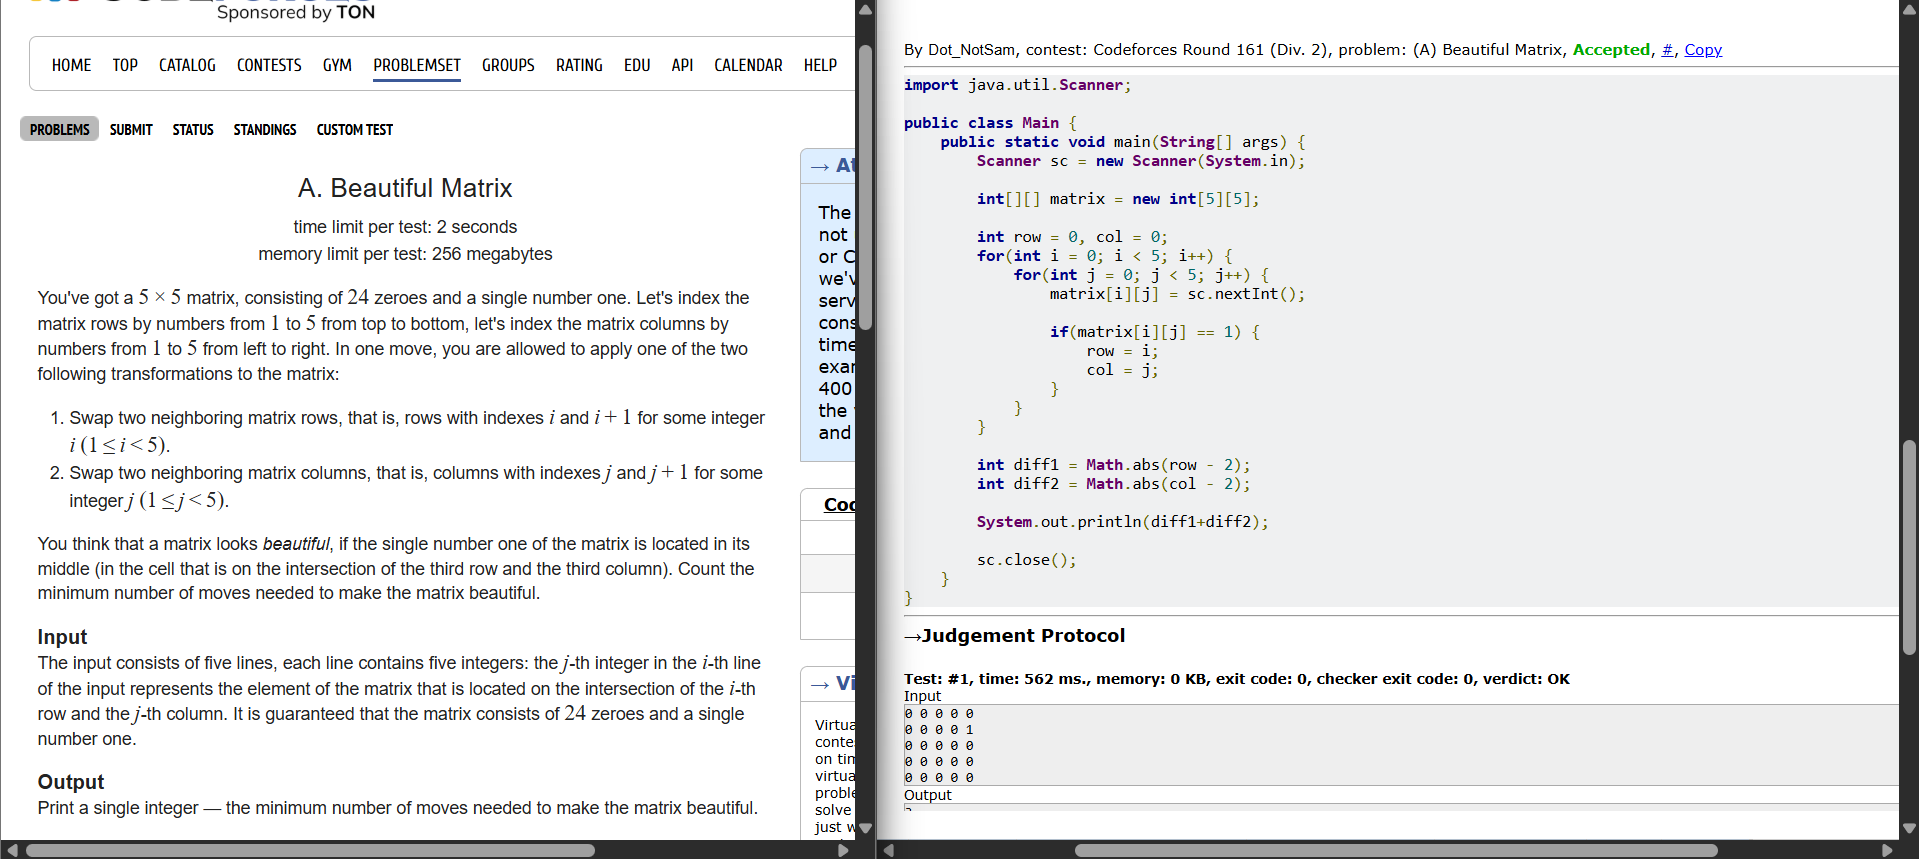 Sponsored by TON
HOME TOP CATALOG CONTESTS GYM PROBLEMSET GROUPS RATING EDU API CALENDAR HELP
PROBLEMS SUBMIT STATUS STANDINGS CUSTOM TEST
A. Beautiful Matrix
time limit per test: 2 seconds
memory limit per test: 256 megabytes
You've got a 5 × 5 matrix, consisting of 24 zeroes and a single number one. Let's index the
matrix rows by numbers from 1 to 5 from top to bottom, let's index the matrix columns by
numbers from 1 to 5 from left to right. In one move, you are allowed to apply one of the two
following transformations to the matrix:
1. Swap two neighboring matrix rows, that is, rows with indexes i and i + 1 for some integer
i (1 ≤ i < 5).
2. Swap two neighboring matrix columns, that is, columns with indexes j and j + 1 for some
integer j (1 ≤ j < 5).
You think that a matrix looks beautiful, if the single number one of the matrix is located in its
middle (in the cell that is on the intersection of the third row and the third column). Count the
minimum number of moves needed to make the matrix beautiful.
Input
The input consists of five lines, each line contains five integers: the j-th integer in the i-th line
of the input represents the element of the matrix that is located on the intersection of the i-th
row and the j-th column. It is guaranteed that the matrix consists of 24 zeroes and a single
number one.
Output
Print a single integer — the minimum number of moves needed to make the matrix beautiful.
→ At
The
not
or C
we'v
serv
cons
time
exam
400
the
and
Coc
→ Vi
Virtua
conte
on tim
virtua
proble
solve
just w
By Dot_NotSam, contest: Codeforces Round 161 (Div. 2), problem: (A) Beautiful Matrix, Accepted, #, Copy
import java.util.Scanner;
public class Main {
public static void main(String[] args) {
Scanner sc = new Scanner(System.in);
int[][] matrix = new int[5][5];
int row = 0, col = 0;
for(int i = 0; i < 5; i++) {
for(int j = 0; j < 5; j++) {
matrix[i][j] = sc.nextInt();
if(matrix[i][j] == 1) {
row = i;
col = j;
}
}
}
int diff1 = Math.abs(row - 2);
int diff2 = Math.abs(col - 2);
System.out.println(diff1+diff2);
sc.close();
}
}
→Judgement Protocol
Test: #1, time: 562 ms., memory: 0 KB, exit code: 0, checker exit code: 0, verdict: OK
Input
0 0 0 0 0
0 0 0 0 1
0 0 0 0 0
0 0 0 0 0
0 0 0 0 0
Output